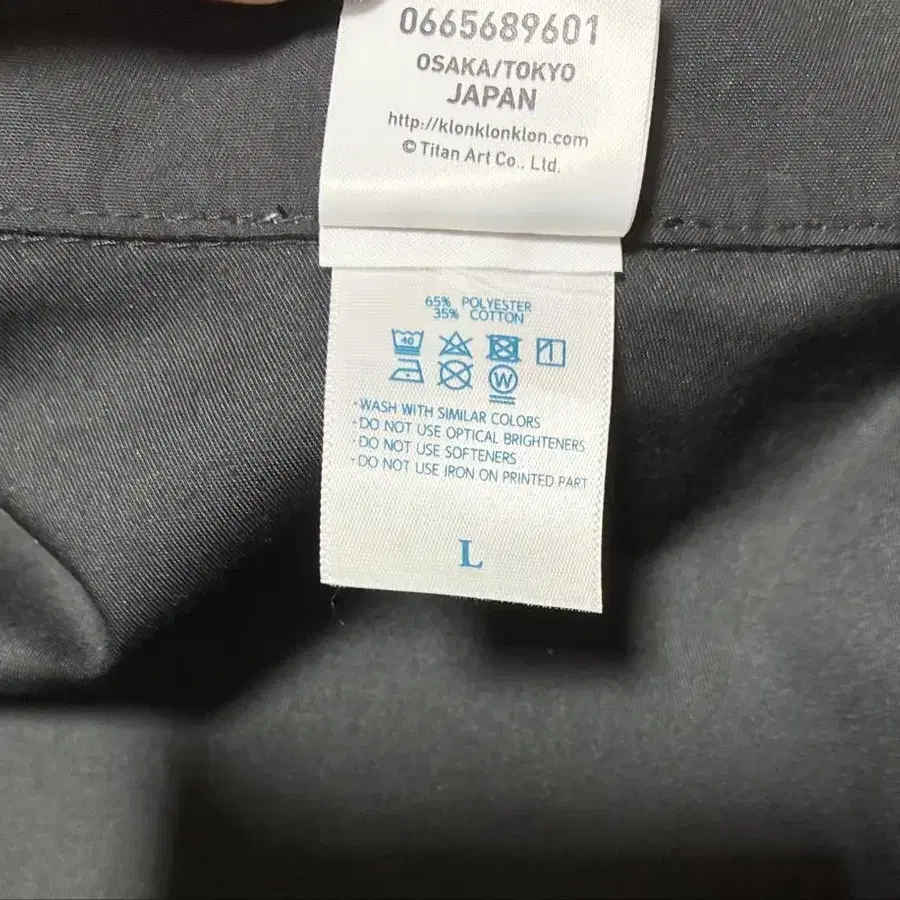 0665689601
OSAKA/TOKYO
JAPAN
http://klonklonklon.com
© Titan Art Co., Ltd.
65% POLYESTER
35% COTTON
40
W
・WASH WITH SIMILAR COLORS
・DO NOT USE OPTICAL BRIGHTENERS
・DO NOT USE SOFTENERS
・DO NOT USE IRON ON PRINTED PART
L